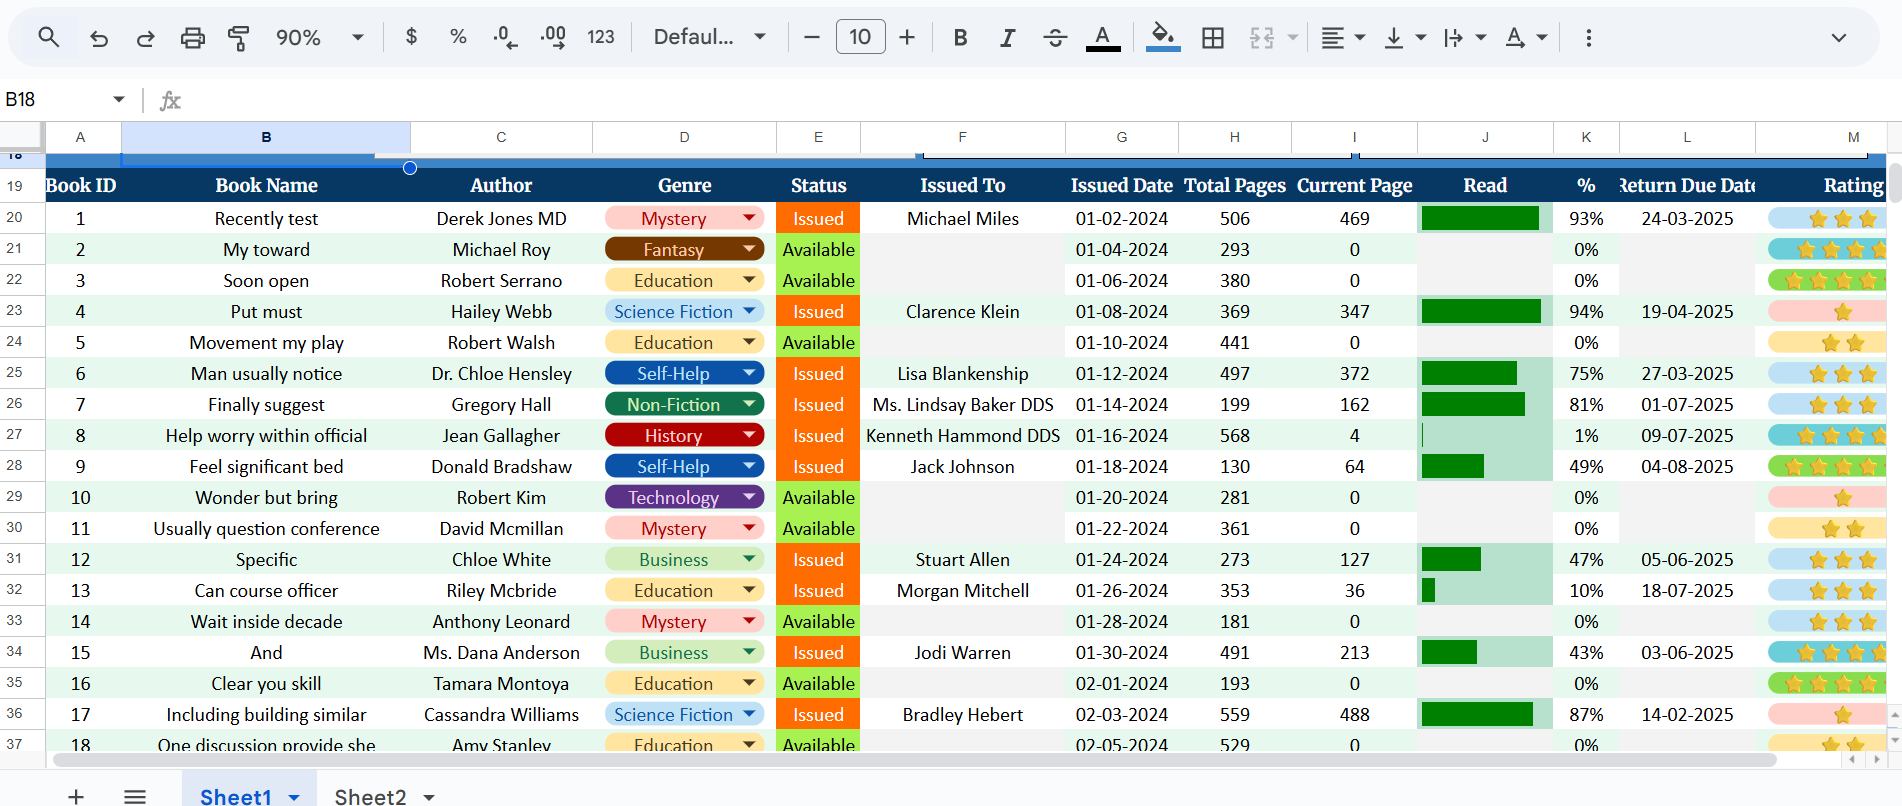 90% $ % .0 .00 123 Defaul... 10 B I A A
B18 fx
A B C D E F G H I J K L M
18
19 Book ID Book Name Author Genre Status Issued To Issued Date Total Pages Current Page Read % Return Due Date Rating
20 1 Recently test Derek Jones MD Mystery Issued Michael Miles 01-02-2024 506 469 93% 24-03-2025
21 2 My toward Michael Roy Fantasy Available 01-04-2024 293 0 0%
22 3 Soon open Robert Serrano Education Available 01-06-2024 380 0 0%
23 4 Put must Hailey Webb Science Fiction Issued Clarence Klein 01-08-2024 369 347 94% 19-04-2025
24 5 Movement my play Robert Walsh Education Available 01-10-2024 441 0 0%
25 6 Man usually notice Dr. Chloe Hensley Self-Help Issued Lisa Blankenship 01-12-2024 497 372 75% 27-03-2025
26 7 Finally suggest Gregory Hall Non-Fiction Issued Ms. Lindsay Baker DDS 01-14-2024 199 162 81% 01-07-2025
27 8 Help worry within official Jean Gallagher History Issued Kenneth Hammond DDS 01-16-2024 568 4 1% 09-07-2025
28 9 Feel significant bed Donald Bradshaw Self-Help Issued Jack Johnson 01-18-2024 130 64 49% 04-08-2025
29 10 Wonder but bring Robert Kim Technology Available 01-20-2024 281 0 0%
30 11 Usually question conference David Mcmillan Mystery Available 01-22-2024 361 0 0%
31 12 Specific Chloe White Business Issued Stuart Allen 01-24-2024 273 127 47% 05-06-2025
32 13 Can course officer Riley Mcbride Education Issued Morgan Mitchell 01-26-2024 353 36 10% 18-07-2025
33 14 Wait inside decade Anthony Leonard Mystery Available 01-28-2024 181 0 0%
34 15 And Ms. Dana Anderson Business Issued Jodi Warren 01-30-2024 491 213 43% 03-06-2025
35 16 Clear you skill Tamara Montoya Education Available 02-01-2024 193 0 0%
36 17 Including building similar Cassandra Williams Science Fiction Issued Bradley Hebert 02-03-2024 559 488 87% 14-02-2025
37 18 One discussion provide she Amy Stanley Education Available 02-05-2024 529 0 0%
Sheet1 Sheet2